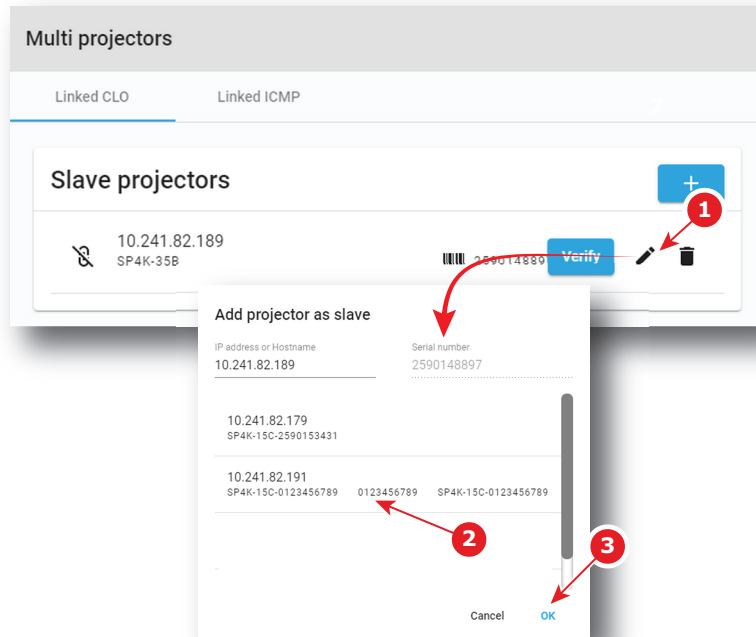 Multi projectors
Linked CLO Linked ICMP
Slave projectors
+
1
10.241.82.189
SP4K-35B
259014889 Verify
Add projector as slave
IP address or Hostname Serial number
10.241.82.189 2590148897
10.241.82.179
SP4K-15C-2590153431
10.241.82.191
SP4K-15C-0123456789 0123456789 SP4K-15C-0123456789
2
3
Cancel OK